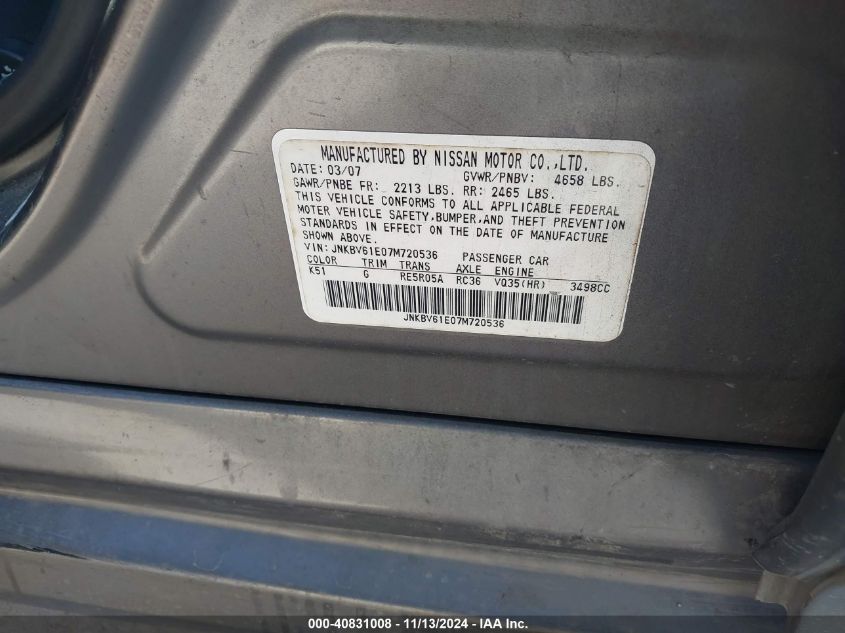 MANUFACTURED BY NISSAN MOTOR CO.,LTD.
DATE: 03/07 GVWR/PNBV: 4658 LBS.
GAWR/PNBE FR: 2213 LBS. RR: 2465 LBS.
THIS VEHICLE CONFORMS TO ALL APPLICABLE FEDERAL
MOTER VEHICLE SAFETY,BUMPER,AND THEFT PREVENTION
STANDARDS IN EFFECT ON THE DATE OF MANUFACTURE
SHOWN ABOVE.
VIN: JNKBV61E07M720536 PASSENGER CAR
COLOR TRIM TRANS AXLE ENGINE
K51 G RE5R05A RC36 VQ35(HR) 3498CC
JNKBV61E07M720536
000-40831008 - 11/13/2024 - IAAI.com